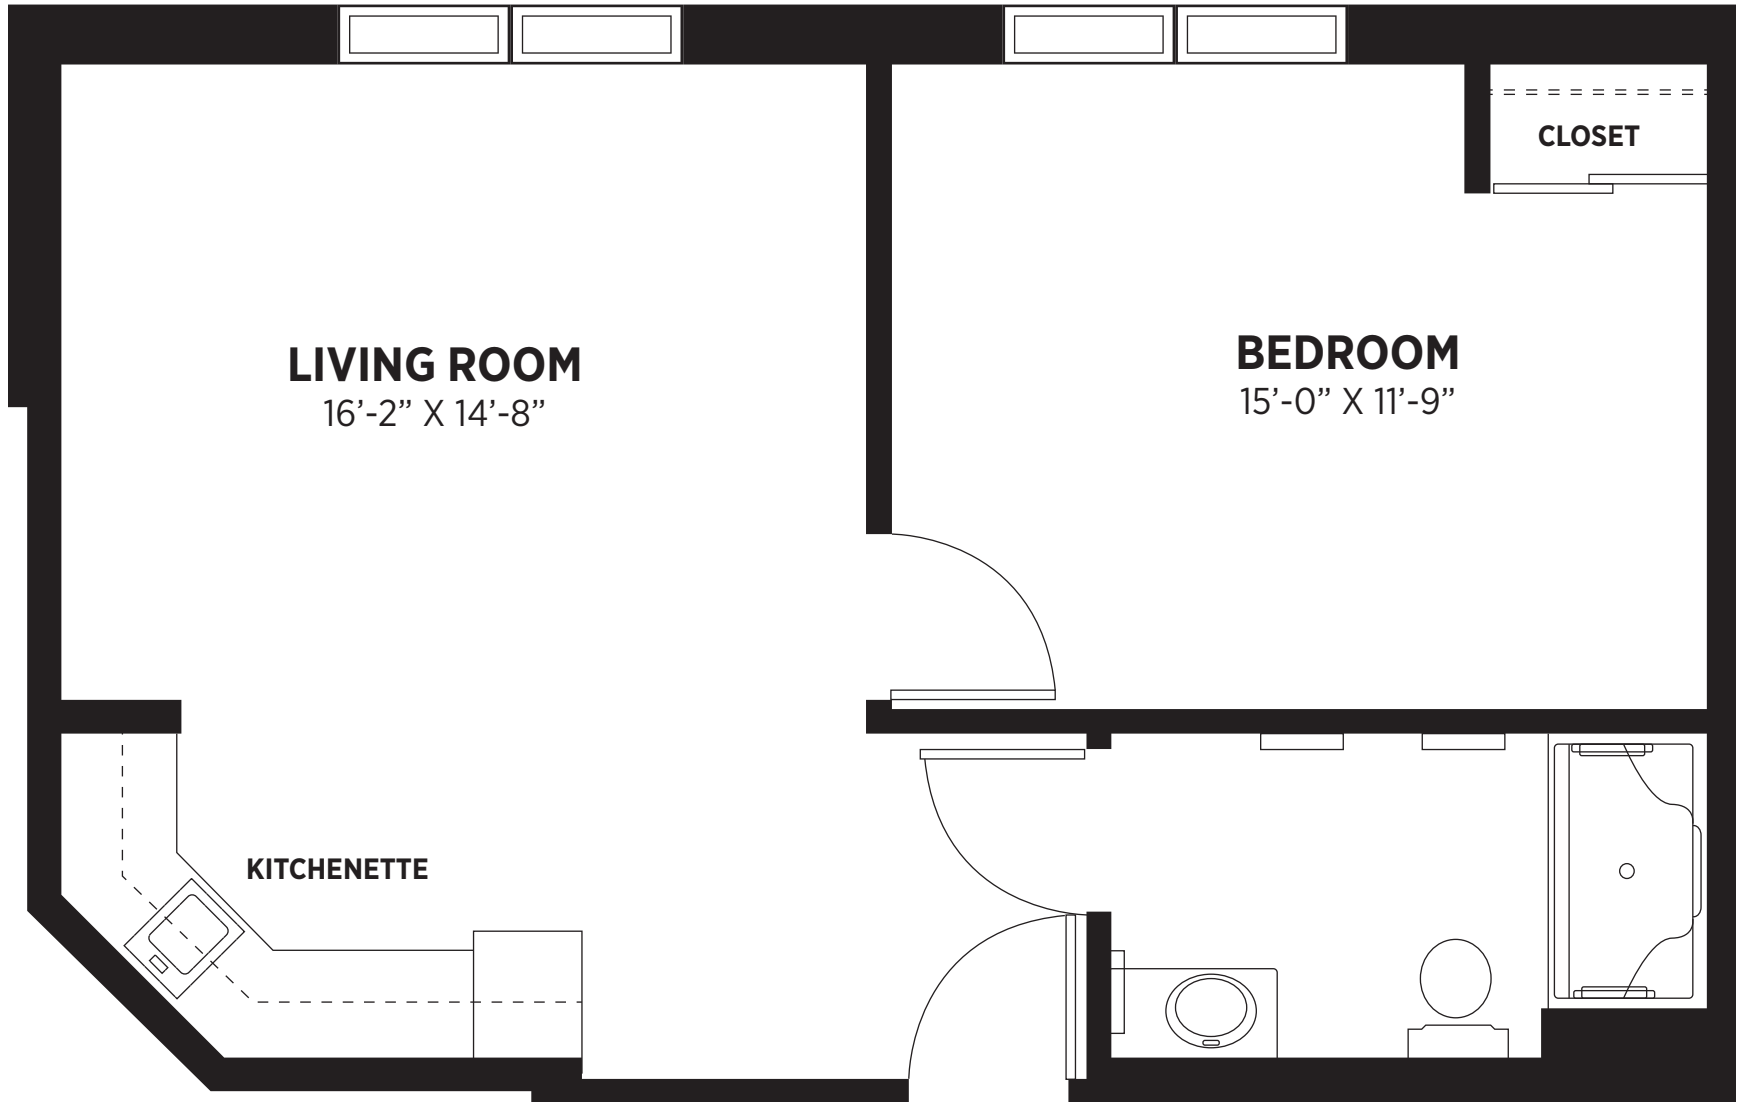 CLOSET
LIVING ROOM
16’-2” X 14’-8”
BEDROOM
15’-0” X 11’-9”
KITCHENETTE